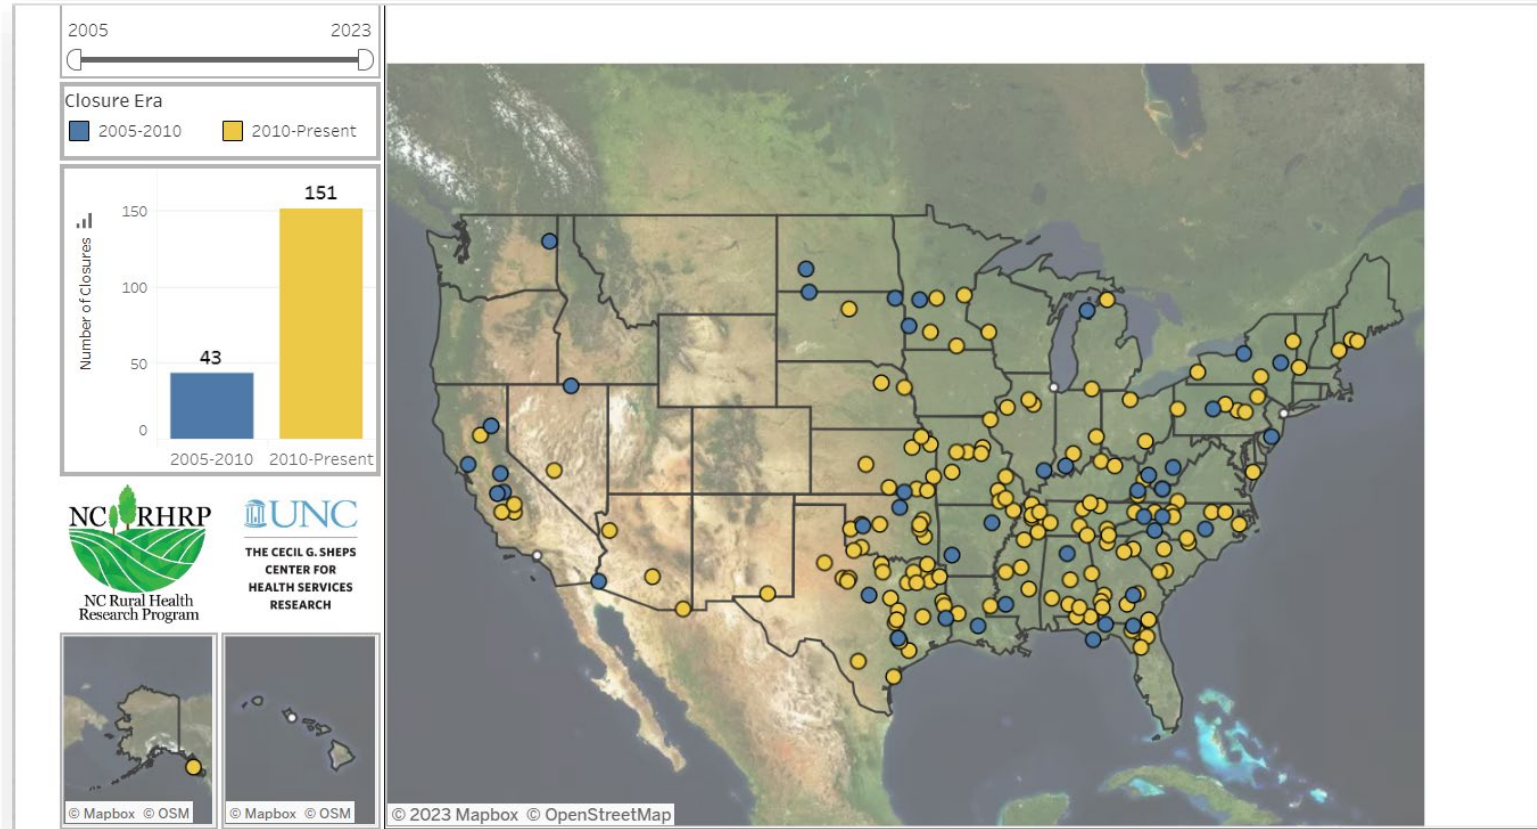 2005 2023
Closure Era
2005-2010 2010-Present
Number of Closures
150
100
50
0
151
43
2005-2010 2010-Present
NC RHRP
NC Rural Health
Research Program
UNC
THE CECIL G. SHEPS
CENTER FOR
HEALTH SERVICES
RESEARCH
© Mapbox © OSM
© Mapbox © OSM
© 2023 Mapbox © OpenStreetMap